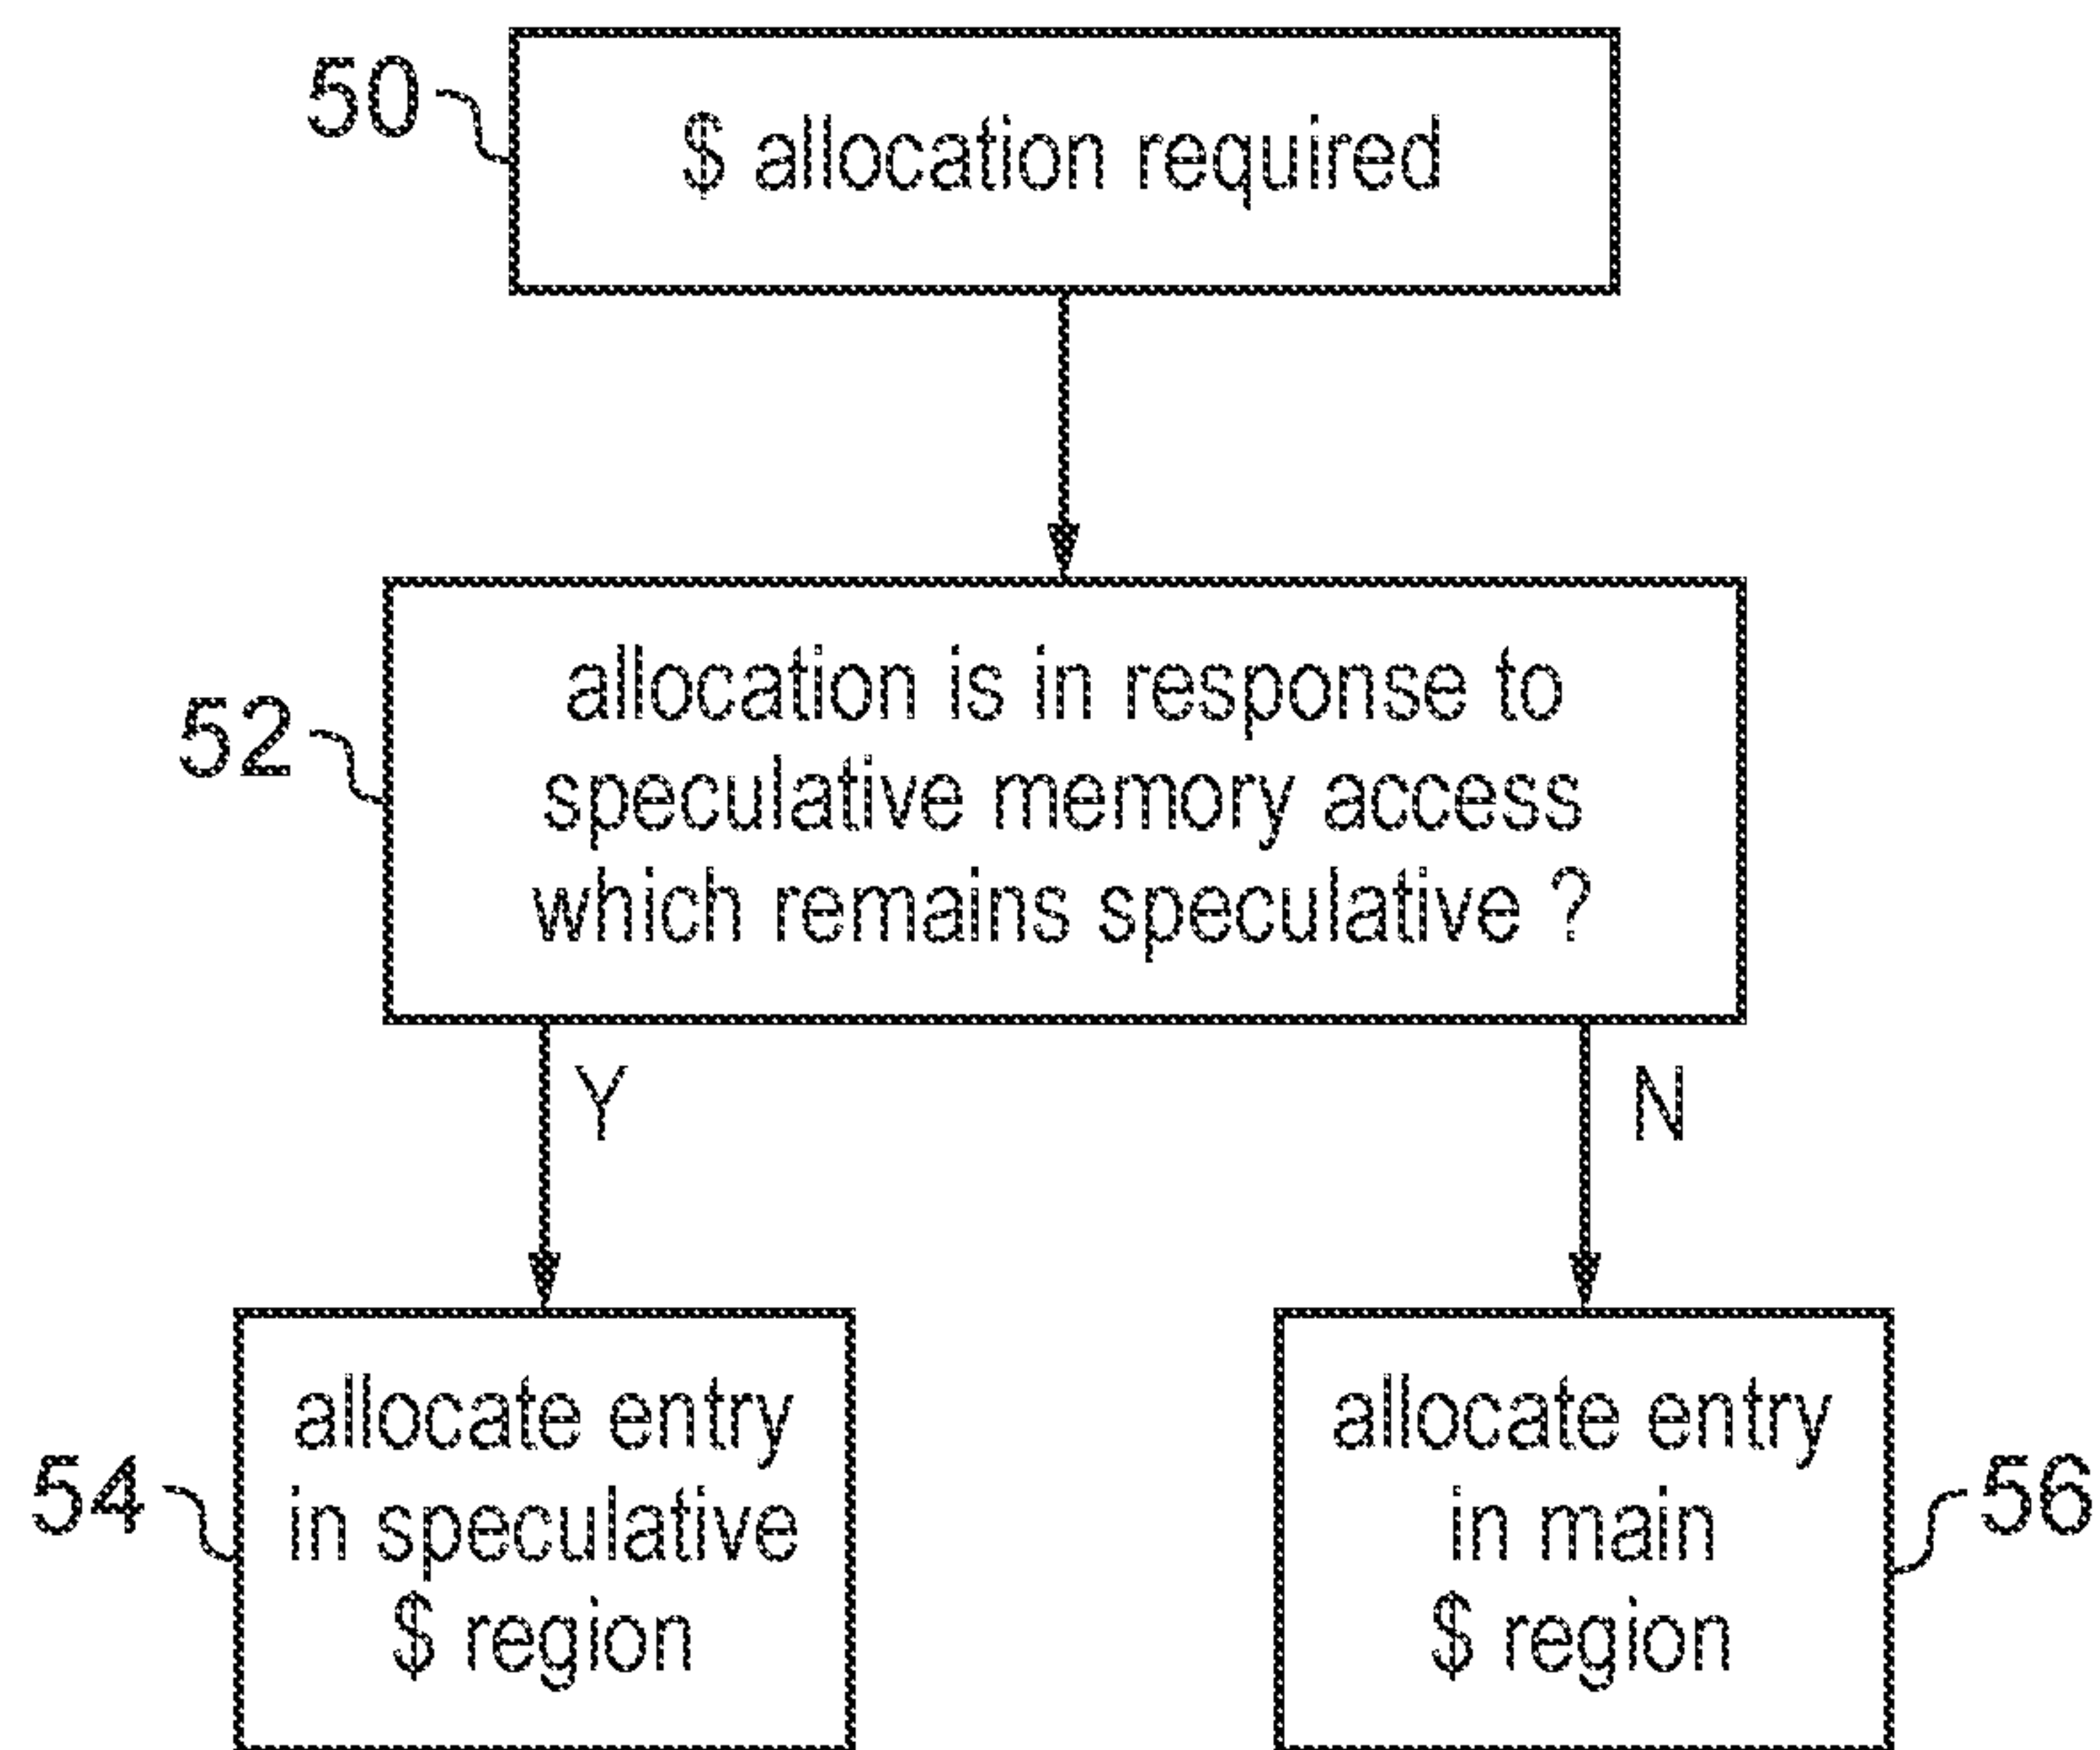 50
$ allocation required
52
allocation is in response to
speculative memory access
which remains speculative ?
Y
N
54
allocate entry
in speculative
$ region
allocate entry
in main
$ region
56